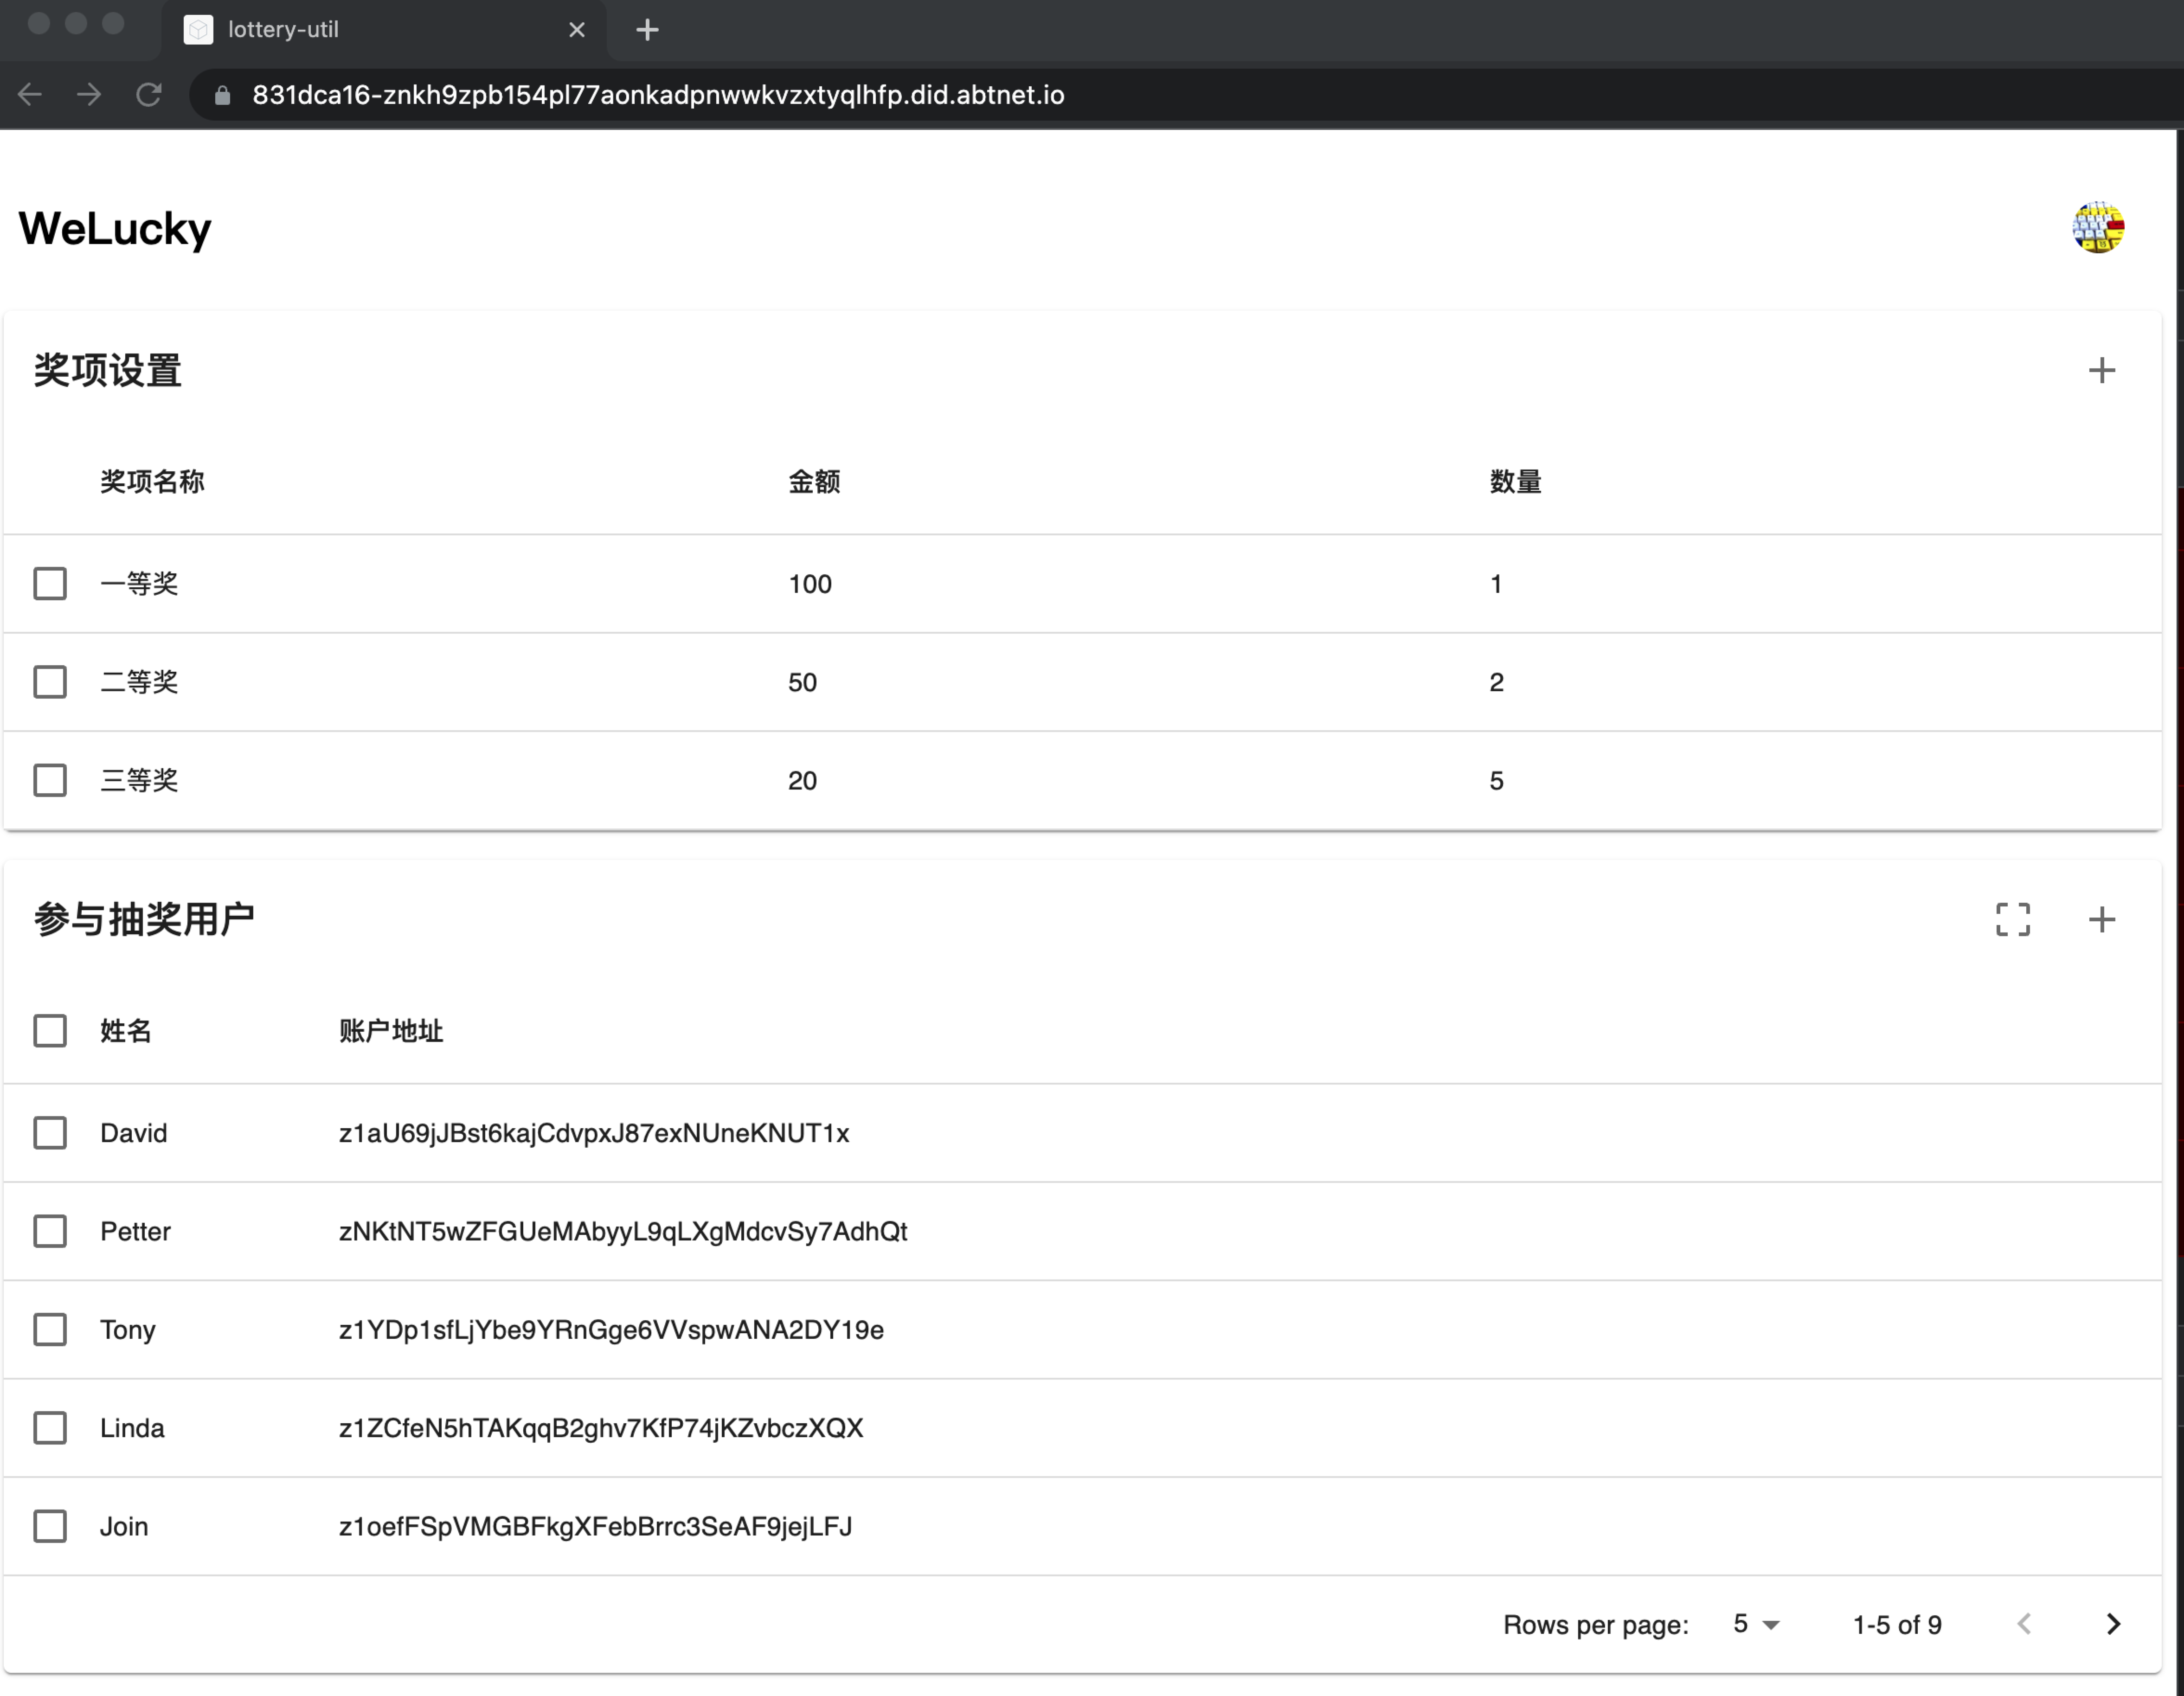 lottery-util
831dca16-znkh9zpb154pl77aonkadpnwwkvzxtyqlhfp.did.abtnet.io
WeLucky
奖项设置
奖项名称 金额 数量
一等奖 100 1
二等奖 50 2
三等奖 20 5
参与抽奖用户
姓名 账户地址
David z1aU69jJBst6kajCdvpxJ87exNUneKNUT1x
Petter zNKtNT5wZFGUeMAbyyL9qLXgMdcvSy7AdhQt
Tony z1YDp1sfLjYbe9YRnGge6VVspwANA2DY19e
Linda z1ZCfeN5hTAKqqB2ghv7KfP74jKZvbczXQX
Join z1oefFSpVMGBFkgXFebBrrc3SeAF9jejLFJ
Rows per page: 5 1-5 of 9